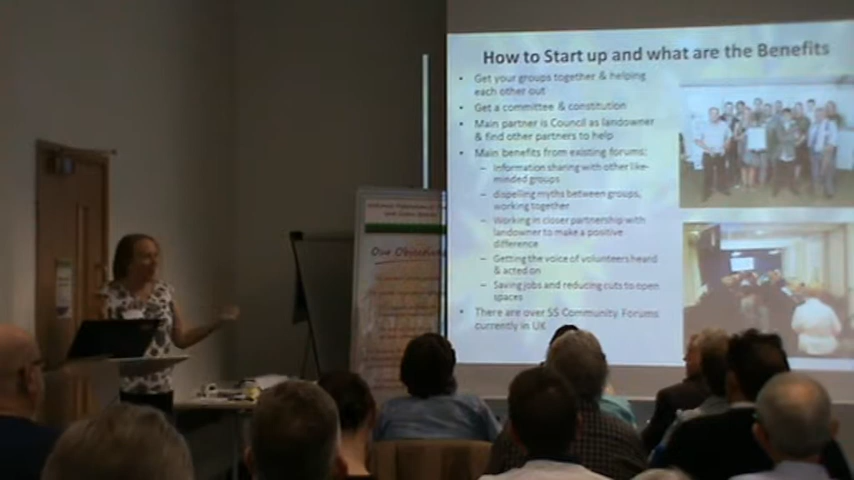 How to Start up and what are the Benefits
• Get your groups together & helping
each other out
• Get a committee & constitution
• Main partner is Council as landowner
& find other partners to help
• Main benefits from existing forums:
– Information sharing with other like-
minded groups
– dispelling myths between groups,
working together
– Working in closer partnership with
landowner to make a positive
difference
– Getting the voice of volunteers heard
& acted on
– Saving jobs and reducing cuts to open
spaces
• There are over 55 Community Forums
currently in UK
Our Objectives